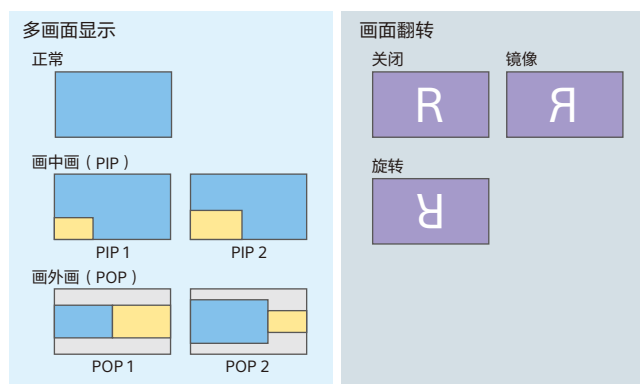 多画面显示
正常
画中画（PIP）
PIP 1
PIP 2
画外画（POP）
POP 1
POP 2
画面翻转
关闭
镜像
R
Я
旋转
R